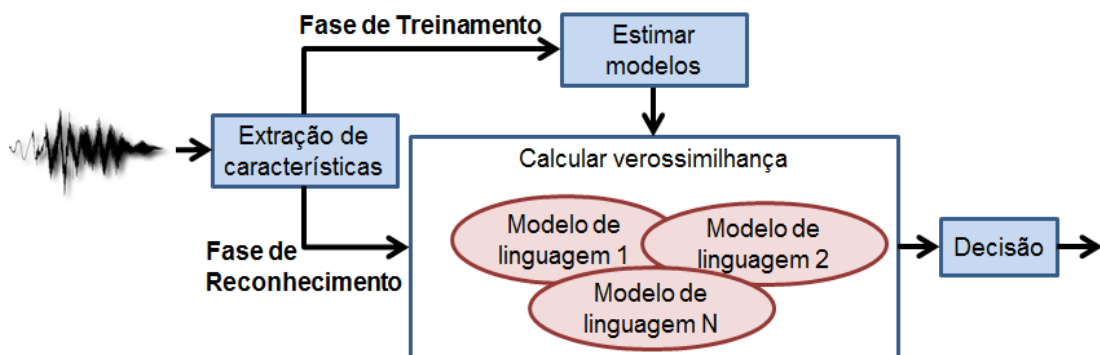 Fase de Treinamento
Estimar
modelos
Extração de
características
Calcular verossimilhança
Modelo de
linguagem 1
Modelo de
linguagem 2
Modelo de
linguagem N
Fase de
Reconhecimento
Decisão